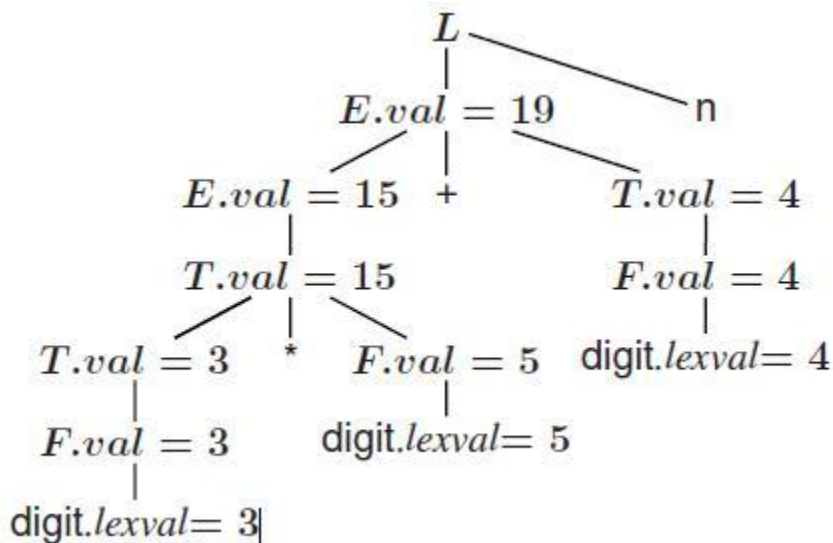 L
E.val = 19 n
E.val = 15 + T.val = 4
T.val = 15 F.val = 4
T.val = 3 * F.val = 5 digit.lexval= 4
F.val = 3 digit.lexval= 5
digit.lexval= 3